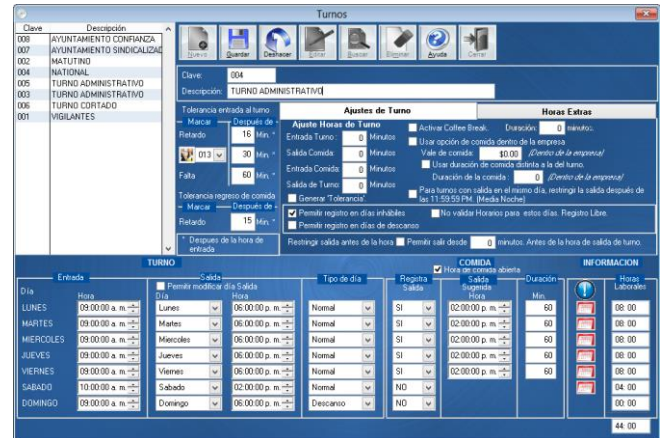 Turnos
Clave Descripción
008 AYUNTAMIENTO CONFIANZA
007 AYUNTAMIENTO SINDICALIZAD
002 MATUTINO
004 NATIONAL
005 TURNO ADMINISTRATIVO
003 TURNO ADMINISTRATIVO
006 TURNO CORTADO
001 VIGILANTES
Nuevo Guardar Deshacer Editar Buscar Eliminar Ayuda Cerrar
Clave: 004
Descripción: TURNO ADMINISTRATIVO
Tolerancia entrada al turno
Marcar Después de
Retardo 16 Min. *
013 30 Min. *
Falta 60 Min. *
Tolerancia regreso de comida
Marcar Después de
Retardo 15 Min. *
* Despues de la hora de
entrada
Ajustes de Turno Horas Extras
Ajuste Horas de Turno
Entrada Turno: 0 Minutos
Salida Comida: 0 Minutos
Entrada Comida: 0 Minutos
Salida de Turno: 0 Minutos
Generar "Tolerancia".
Activar Coffee Break. Duración: 0 minutos.
Usar opción de comida dentro de la empresa
Vale de comida: $0.00 (Dentro de la empresa)
Usar duración de comida distinta a la del turno.
Duración de la comida : 0 (Dentro de la empresa)
Para turnos con salida en el mismo día, restringir la salida después de
las 11:59:59 PM. (Media Noche)
Permitir registro en días inhábiles No validar Horarios para estos días. Registro Libre.
Permitir registro en días de descanso
Restringir salida antes de la hora Permitir salir desde 0 minutos. Antes de la hora de salida de turno.
TURNO COMIDA INFORMACION
Hora de comida abierta
Entrada Salida Tipo de día Registra Salida Salida Sugerida Duración Horas Laborales
Permitir modificar día Salida
Día Hora Día Hora Hora Min.
LUNES 09:00:00 a. m. Lunes 06:00:00 p. m. Normal SI 02:00:00 p. m. 60 08: 00
MARTES 09:00:00 a. m. Martes 06:00:00 p. m. Normal SI 02:00:00 p. m. 60 08: 00
MIERCOLES 09:00:00 a. m. Miercoles 06:00:00 p. m. Normal SI 02:00:00 p. m. 60 08: 00
JUEVES 09:00:00 a. m. Jueves 06:00:00 p. m. Normal SI 02:00:00 p. m. 60 08: 00
VIERNES 09:00:00 a. m. Viernes 06:00:00 p. m. Normal SI 02:00:00 p. m. 60 08: 00
SABADO 10:00:00 a. m. Sabado 02:00:00 p. m. Normal NO 04: 00
DOMINGO 09:00:00 a. m. Domingo 06:00:00 p. m. Descanso NO 00: 00
44: 00